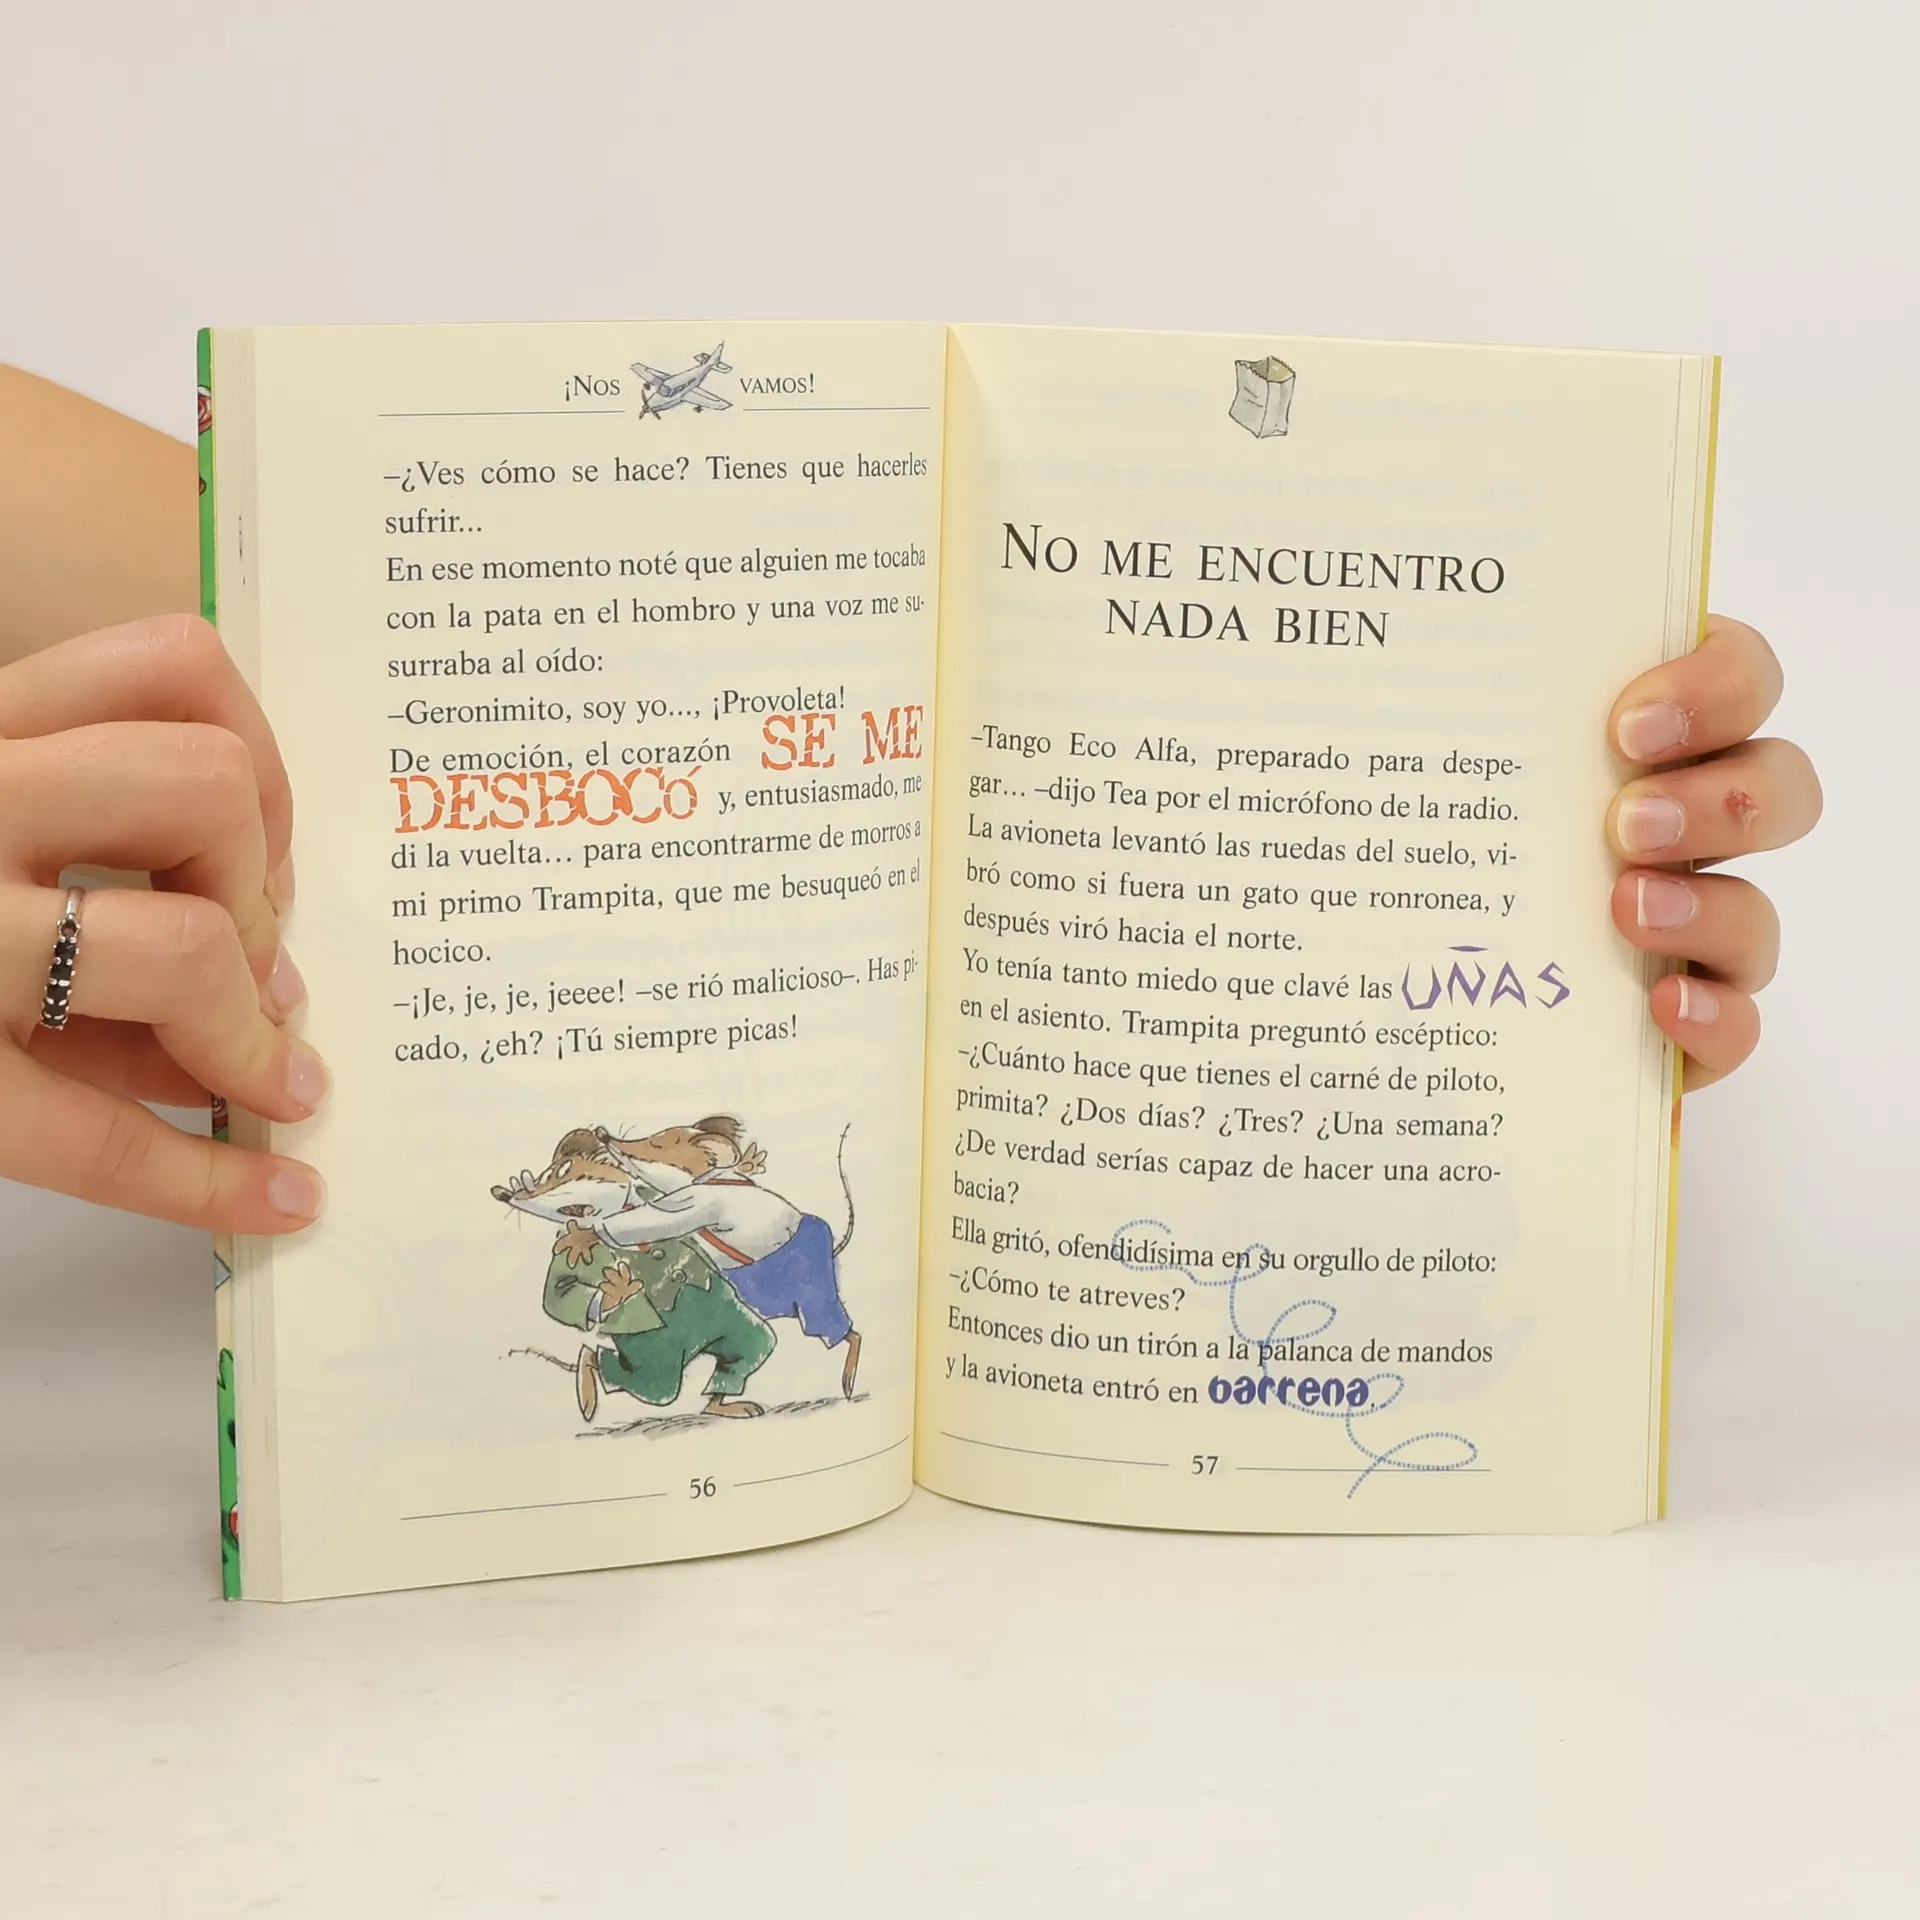 ¡Nos vamos!
–¿Ves cómo se hace? Tienes que hacerles
sufrir...
En ese momento noté que alguien me tocaba
con la pata en el hombro y una voz me su-
surraba al oído:
–Geronimito, soy yo..., ¡Provoleta!
De emoción, el corazón SE ME
DESBOCÓ y, entusiasmado, me
di la vuelta... para encontrarme de morros a
mi primo Trampita, que me besuqueó en el
hocico.
–¡Je, je, je, jeeee! –se rió malicioso–. Has pi-
cado, ¿eh? ¡Tú siempre picas!
56
No me encuentro
nada bien
–Tango Eco Alfa, preparado para despe-
gar... –dijo Tea por el micrófono de la radio.
La avioneta levantó las ruedas del suelo, vi-
bró como si fuera un gato que ronronea, y
después viró hacia el norte.
Yo tenía tanto miedo que clavé las UÑAS
en el asiento. Trampita preguntó escéptico:
–¿Cuánto hace que tienes el carné de piloto,
primita? ¿Dos días? ¿Tres? ¿Una semana?
¿De verdad serías capaz de hacer una acro-
bacia?
Ella gritó, ofendidísima en su orgullo de piloto:
–¿Cómo te atreves?
Entonces dio un tirón a la palanca de mandos
y la avioneta entró en barrena.
57